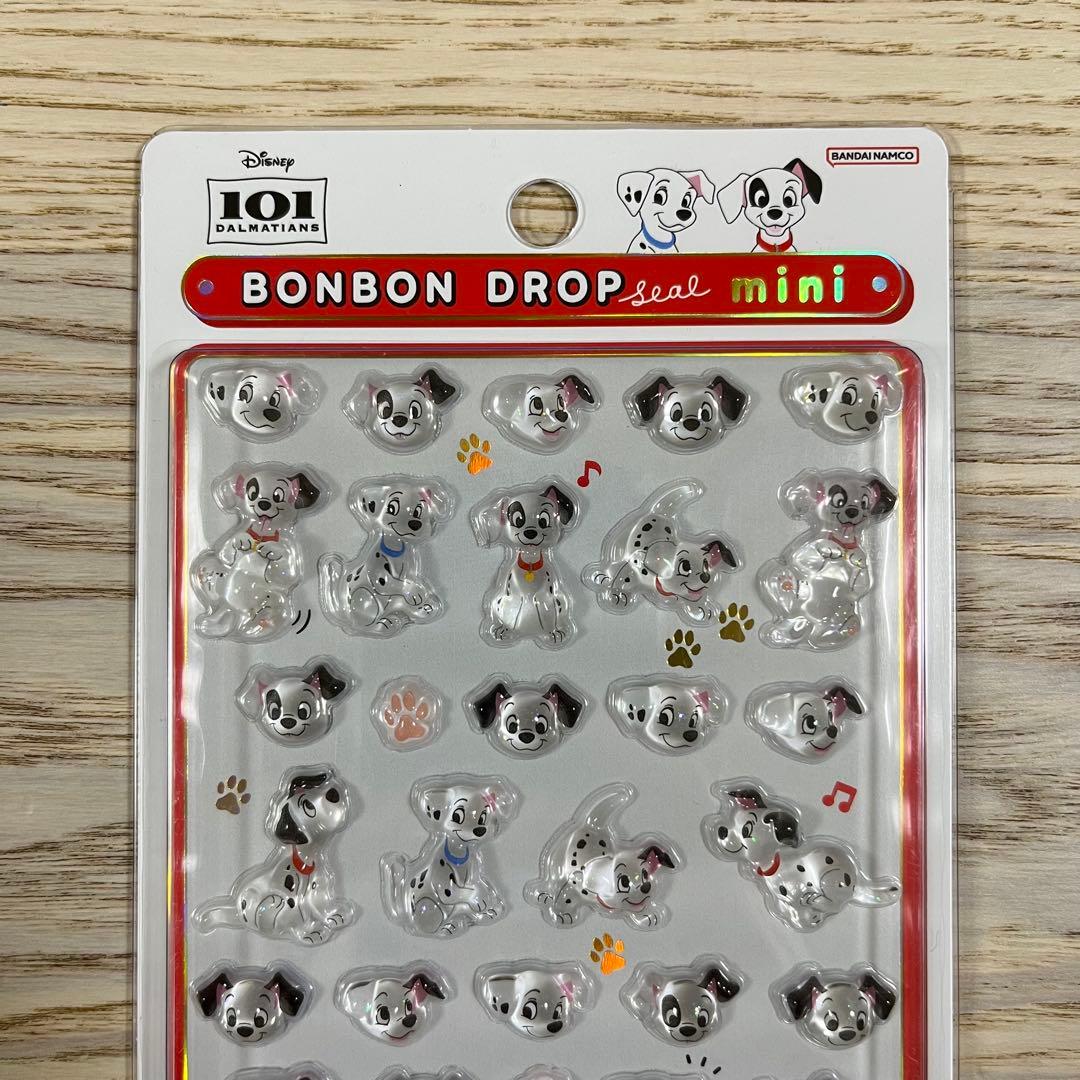 Disney
101
DALMATIANS
BANDAI NAMCO
BONBON DROP seal mini